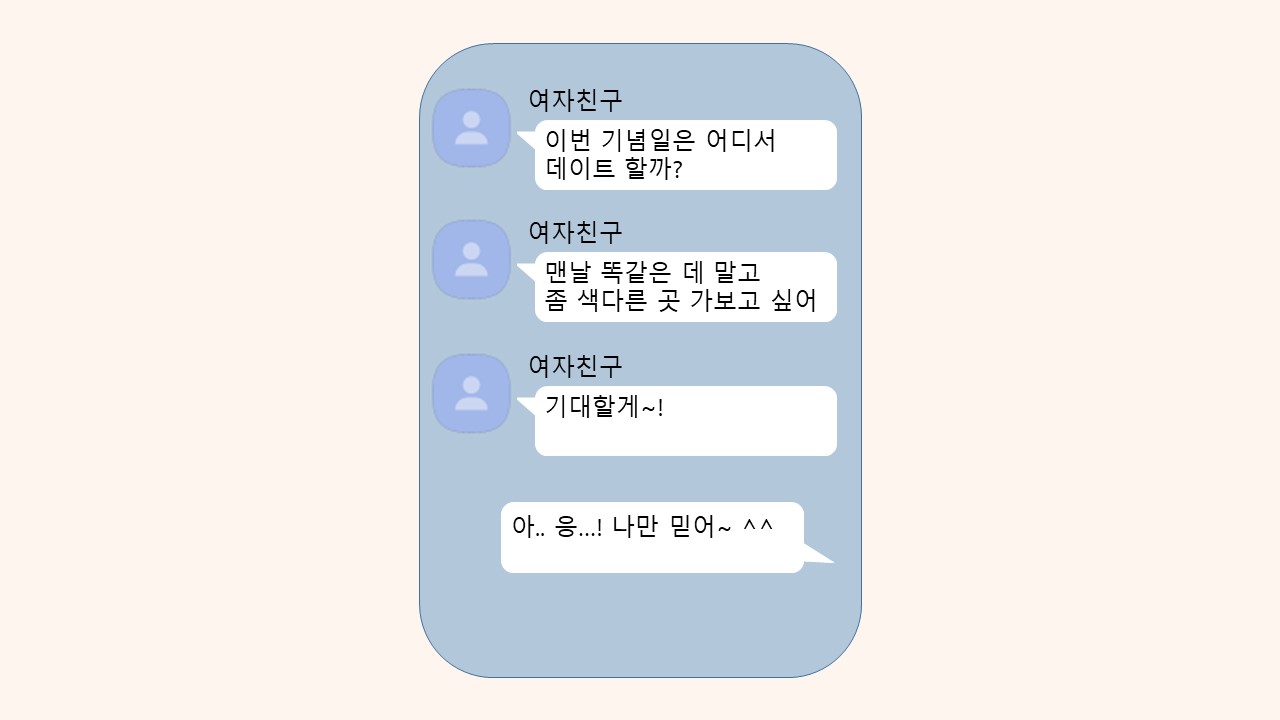 여자친구
이번 기념일은 어디서
데이트 할까?
여자친구
맨날 똑같은 데 말고
좀 색다른 곳 가보고 싶어
여자친구
기대할게~!
아.. 응...! 나만 믿어~ ^^